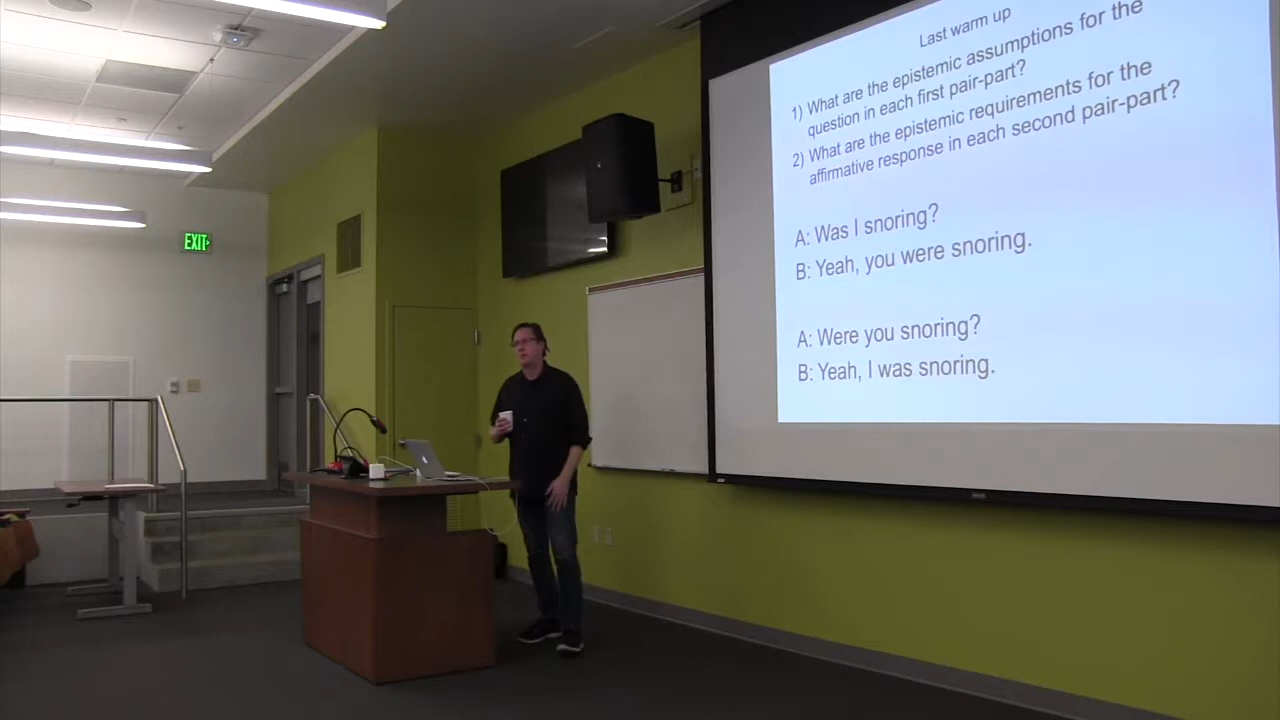 Last warm up
1) What are the epistemic assumptions for the
question in each first pair-part?
2) What are the epistemic requirements for the
affirmative response in each second pair-part?
A: Was I snoring?
B: Yeah, you were snoring.
A: Were you snoring?
B: Yeah, I was snoring.
EXIT